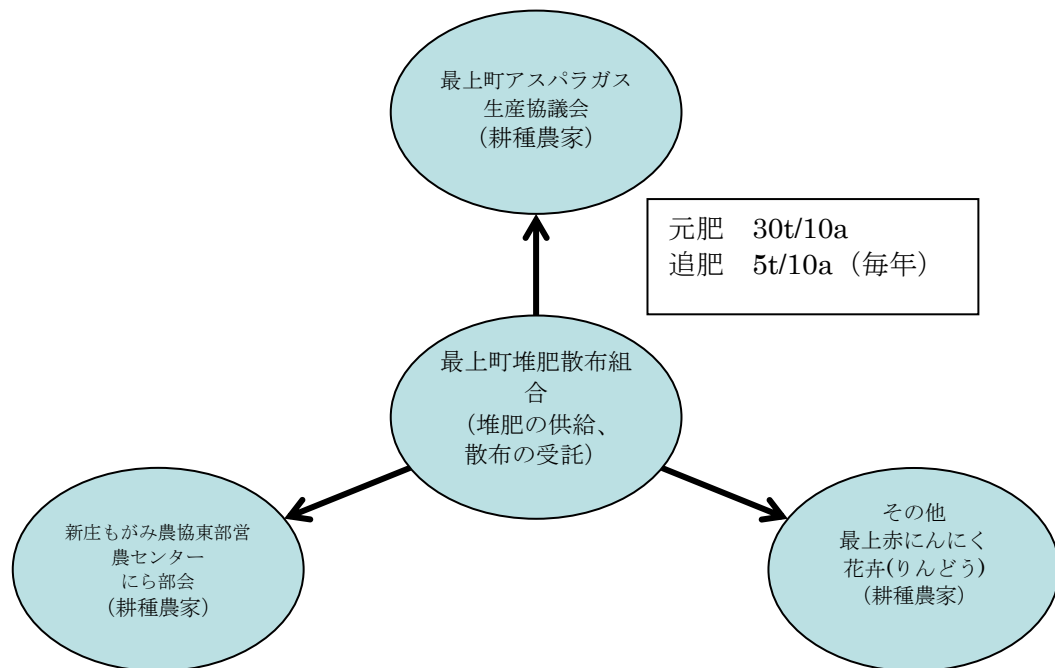 最上町アスパラガス
生産協議会
（耕種農家）
元肥　30t/10a
追肥　5t/10a（毎年）
最上町堆肥散布組
合
（堆肥の供給、
散布の受託）
新庄もがみ農協東部営
農センター
にら部会
（耕種農家）
その他
最上赤にんにく
花卉(りんどう)
（耕種農家）